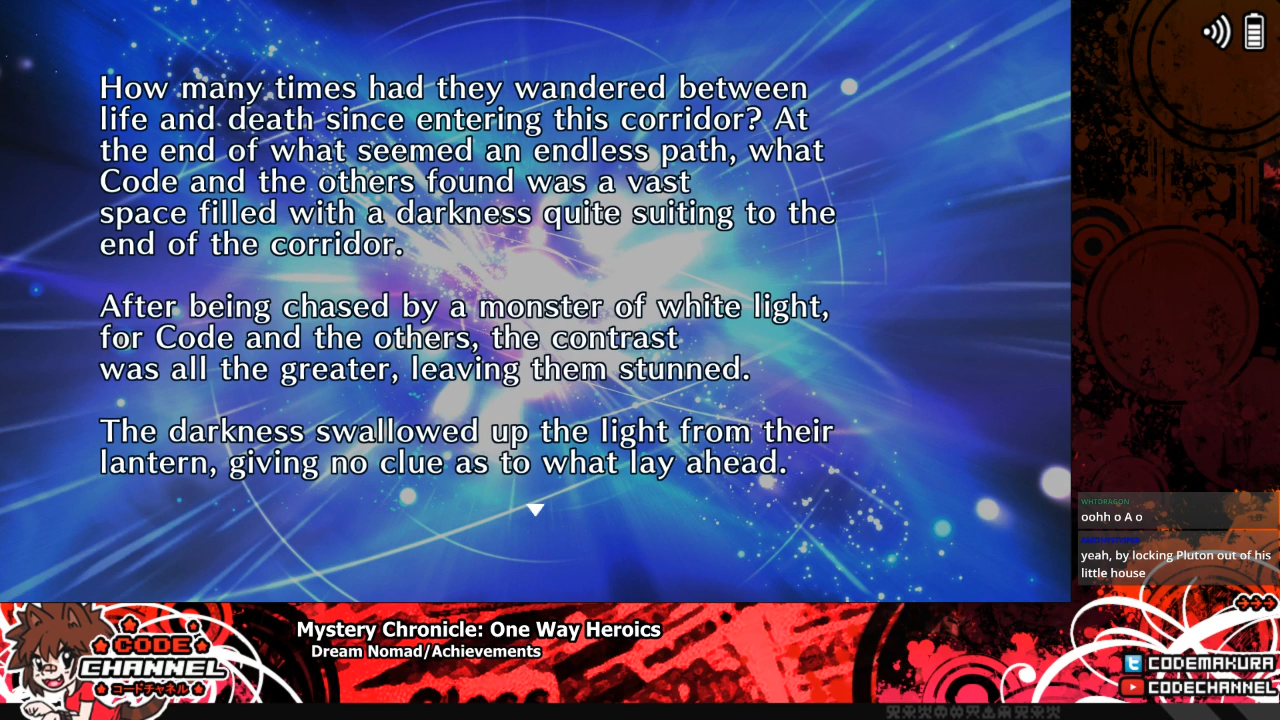 How many times had they wandered between
life and death since entering this corridor? At
the end of what seemed an endless path, what
Code and the others found was a vast
space filled with a darkness quite suiting to the
end of the corridor.
After being chased by a monster of white light,
for Code and the others, the contrast
was all the greater, leaving them stunned.
The darkness swallowed up the light from their
lantern, giving no clue as to what lay ahead.
WHTDRAGON
oohh o A o
yeah, by locking Pluton out of his
little house
CODE
CHANNEL
コードチャンネル
Mystery Chronicle: One Way Heroics
Dream Nomad/Achievements
CODEMAKURA
CODECHANNEL